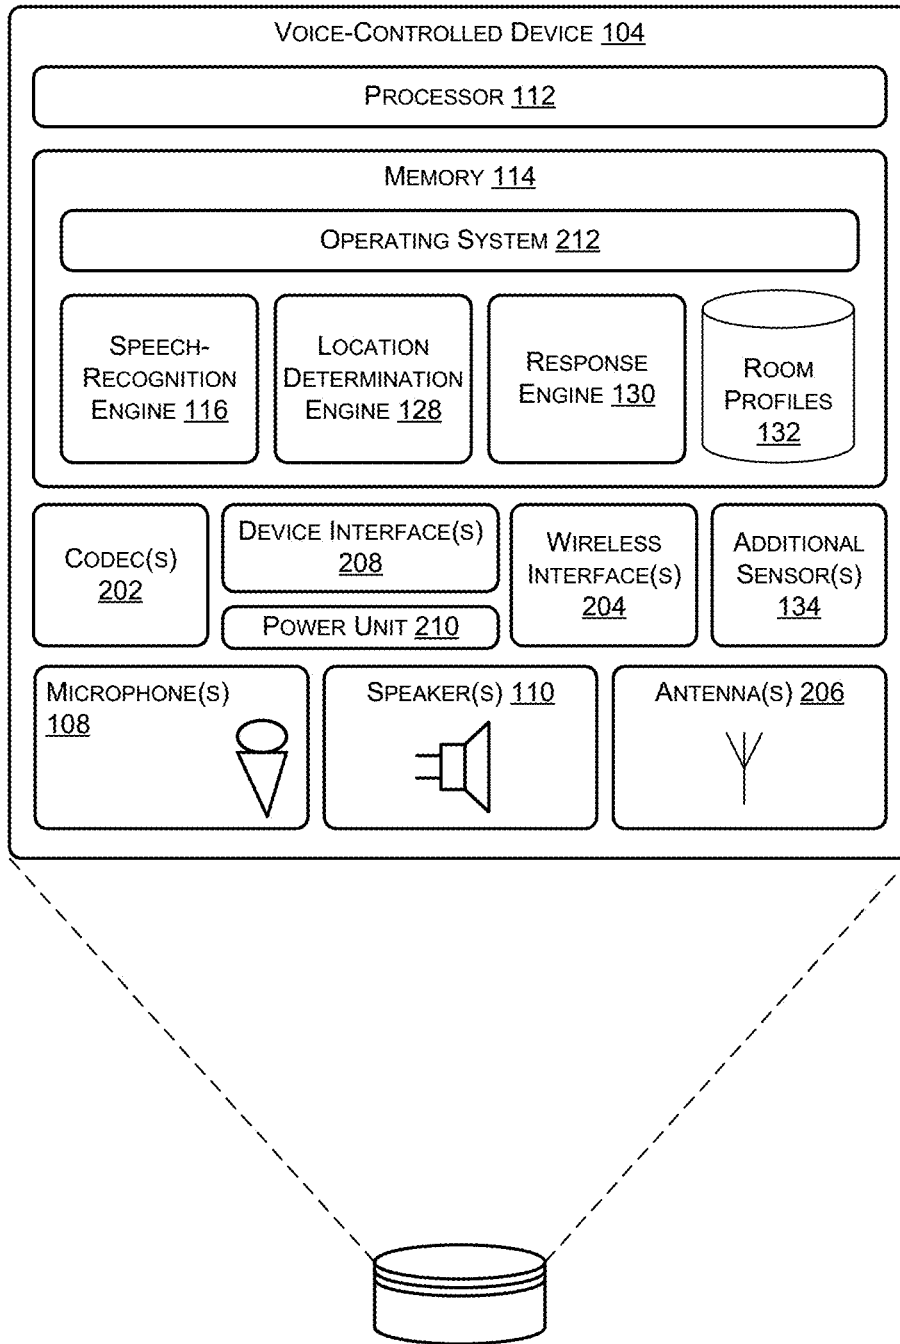 VOICE-CONTROLLED DEVICE 104
PROCESSOR 112
MEMORY 114
OPERATING SYSTEM 212
SPEECH-
RECOGNITION
ENGINE 116
LOCATION
DETERMINATION
ENGINE 128
RESPONSE
ENGINE 130
ROOM
PROFILES
132
CODEC(S)
202
DEVICE INTERFACE(S)
208
POWER UNIT 210
WIRELESS
INTERFACE(S)
204
ADDITIONAL
SENSOR(S)
134
MICROPHONE(S)
108
SPEAKER(S) 110
ANTENNA(S) 206